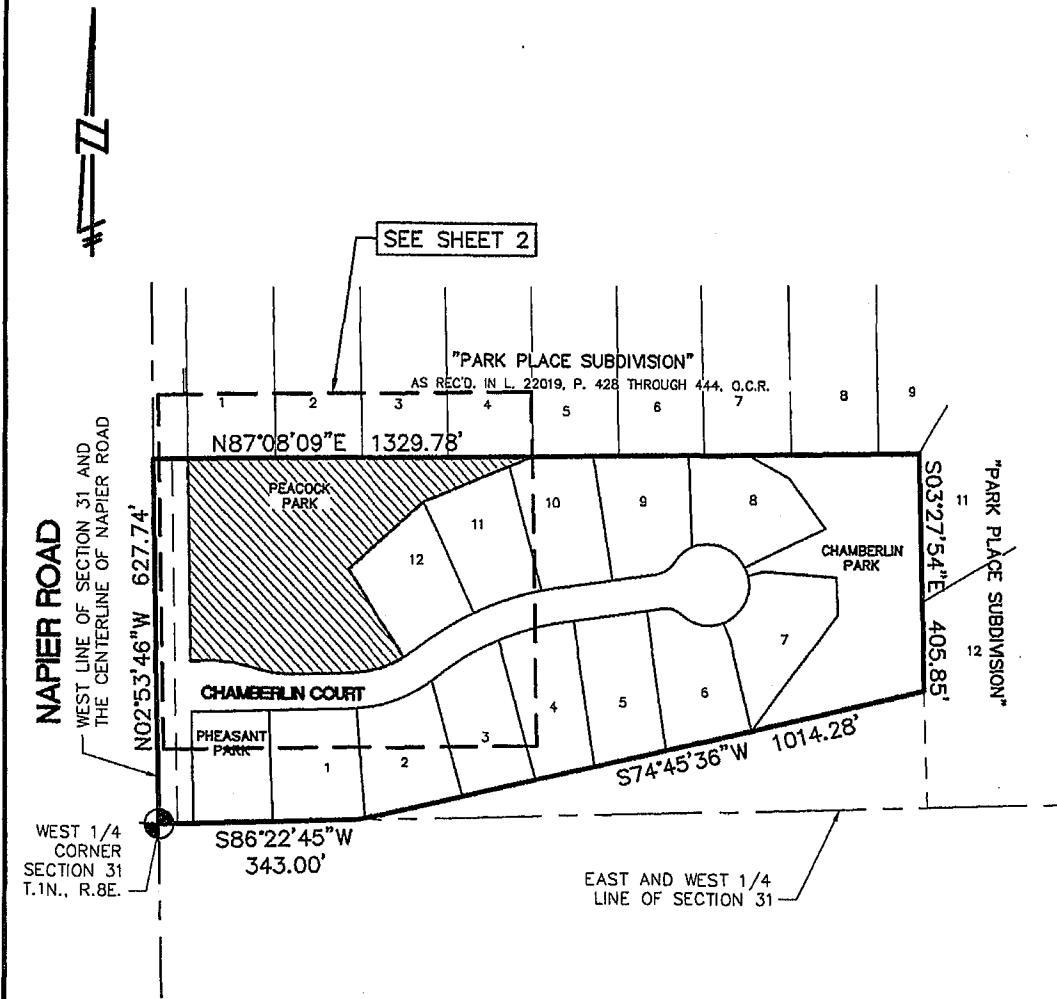 N
SEE SHEET 2
"PARK PLACE SUBDIVISION"
AS REC'D. IN L. 22019, P. 428 THROUGH 444, O.C.R.
1
2
3
4
5
6
7
8
9
N87°08'09"E 1329.78'
NAPIER ROAD
WEST LINE OF SECTION 31 AND
THE CENTERLINE OF NAPIER ROAD
N02°53'46"W 627.74'
PEACOCK
PARK
12
11
10
9
8
CHAMBERLIN
PARK
S03°27'54"E 405.85'
11
"PARK PLACE SUBDIVISION"
12
CHAMBERLIN COURT
PHEASANT
PARK
1
2
3
4
5
6
7
S74°45'36"W 1014.28'
S86°22'45"W
343.00'
WEST 1/4
CORNER
SECTION 31
T.1N., R.8E.
EAST AND WEST 1/4
LINE OF SECTION 31